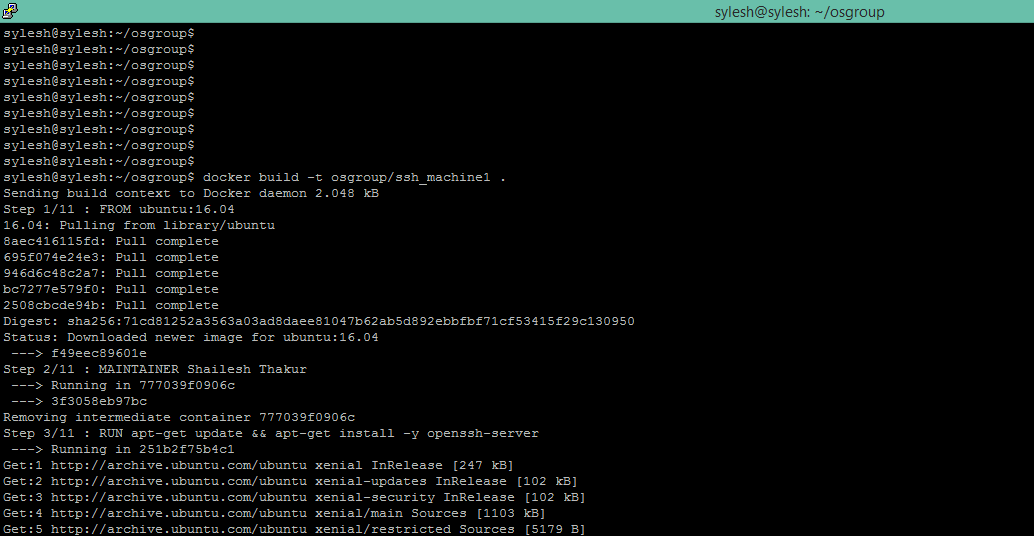 sylesh@sylesh: ~/osgroup
sylesh@sylesh:~/osgroup$
sylesh@sylesh:~/osgroup$
sylesh@sylesh:~/osgroup$
sylesh@sylesh:~/osgroup$
sylesh@sylesh:~/osgroup$
sylesh@sylesh:~/osgroup$
sylesh@sylesh:~/osgroup$
sylesh@sylesh:~/osgroup$
sylesh@sylesh:~/osgroup$
sylesh@sylesh:~/osgroup$ docker build -t osgroup/ssh_machine1 .
Sending build context to Docker daemon 2.048 kB
Step 1/11 : FROM ubuntu:16.04
16.04: Pulling from library/ubuntu
8aec416115fd: Pull complete
695f074e24e3: Pull complete
946d6c48c2a7: Pull complete
bc7277e579f0: Pull complete
2508cbcde94b: Pull complete
Digest: sha256:71cd81252a3563a03ad8daee81047b62ab5d892ebbfbf71cf53415f29c130950
Status: Downloaded newer image for ubuntu:16.04
 ---> f49eec89601e
Step 2/11 : MAINTAINER Shailesh Thakur
 ---> Running in 777039f0906c
 ---> 3f3058eb97bc
Removing intermediate container 777039f0906c
Step 3/11 : RUN apt-get update && apt-get install -y openssh-server
 ---> Running in 251b2f75b4c1
Get:1 http://archive.ubuntu.com/ubuntu xenial InRelease [247 kB]
Get:2 http://archive.ubuntu.com/ubuntu xenial-updates InRelease [102 kB]
Get:3 http://archive.ubuntu.com/ubuntu xenial-security InRelease [102 kB]
Get:4 http://archive.ubuntu.com/ubuntu xenial/main Sources [1103 kB]
Get:5 http://archive.ubuntu.com/ubuntu xenial/restricted Sources [5179 B]